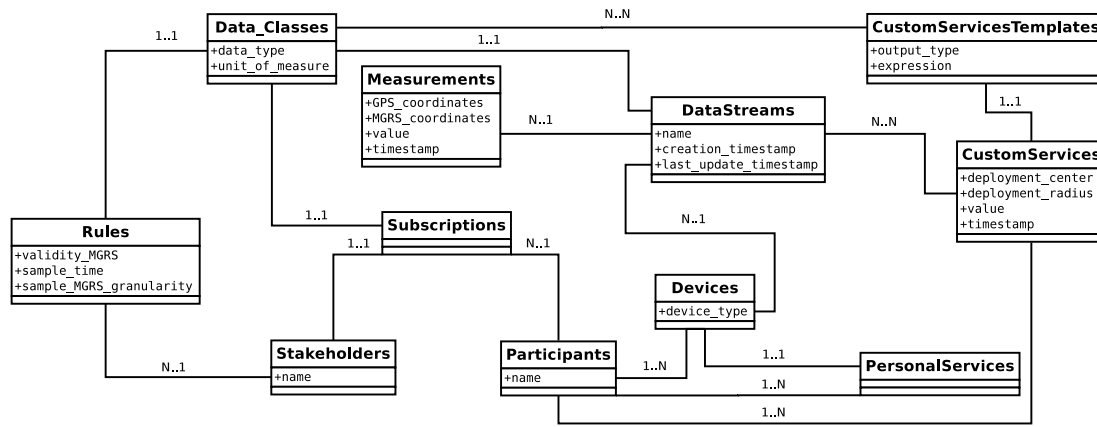 Data_Classes
+data_type
+unit_of_measure
N..N
CustomServicesTemplates
+output_type
+expression
1..1
1..1
Measurements
+GPS_coordinates
+MGRS_coordinates
+value
+timestamp
N..1
DataStreams
+name
+creation_timestamp
+last_update_timestamp
N..N
1..1
CustomServices
+deployment_center
+deployment_radius
+value
+timestamp
Rules
+validity_MGRS
+sample_time
+sample_MGRS_granularity
1..1
Subscriptions
N..1
1..1
N..1
Devices
+device_type
N..1
Stakeholders
+name
Participants
+name
1..N
1..1
PersonalServices
1..N
1..N